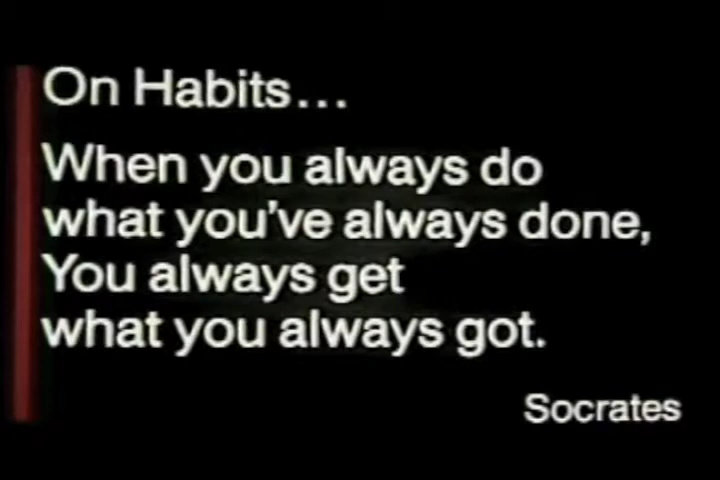 On Habits...
When you always do
what you've always done,
You always get
what you always got.
Socrates